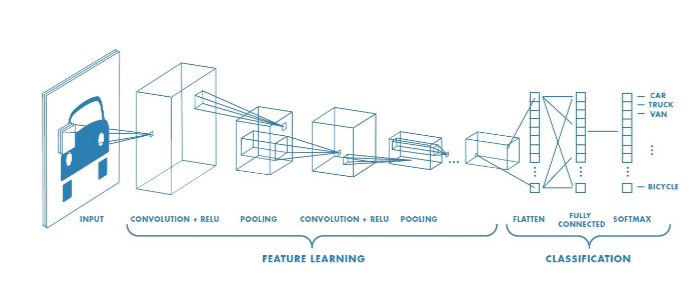 CAR
TRUCK
VAN
BICYCLE
INPUT
CONVOLUTION + RELU
POOLING
CONVOLUTION + RELU
POOLING
FLATTEN
FULLY
CONNECTED
SOFTMAX
FEATURE LEARNING
CLASSIFICATION